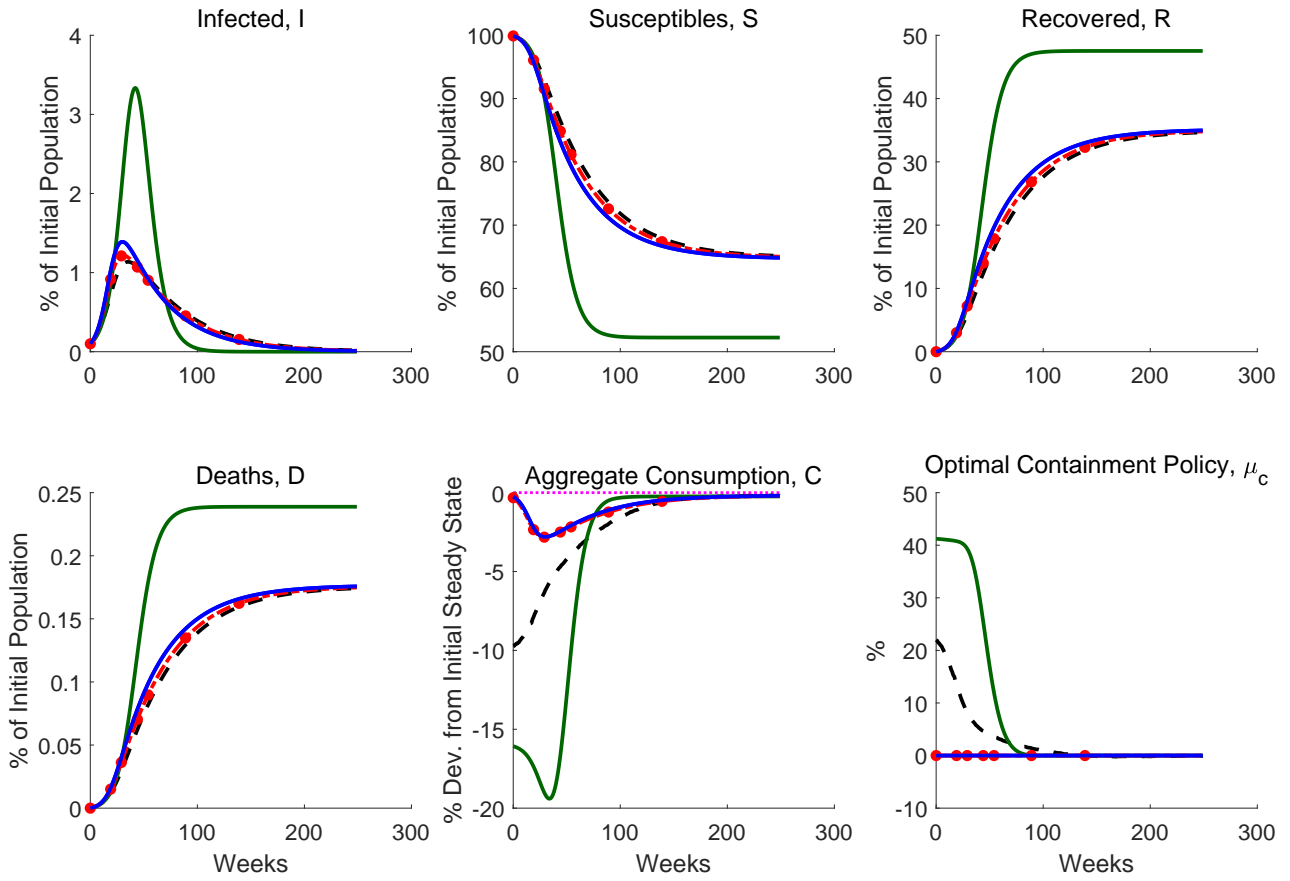 Infected, I
% of Initial Population
4
3
2
1
0
0 100 200 300
Susceptibles, S
% of Initial Population
100
90
80
70
60
50
0 100 200 300
Recovered, R
% of Initial Population
50
40
30
20
10
0
0 100 200 300
Deaths, D
% of Initial Population
0.25
0.2
0.15
0.1
0.05
0
0 100 200 300
Weeks
Aggregate Consumption, C
% Dev. from Initial Steady State
0
-5
-10
-15
-20
0 100 200 300
Weeks
Optimal Containment Policy, μc
%
50
40
30
20
10
0
-10
0 100 200 300
Weeks